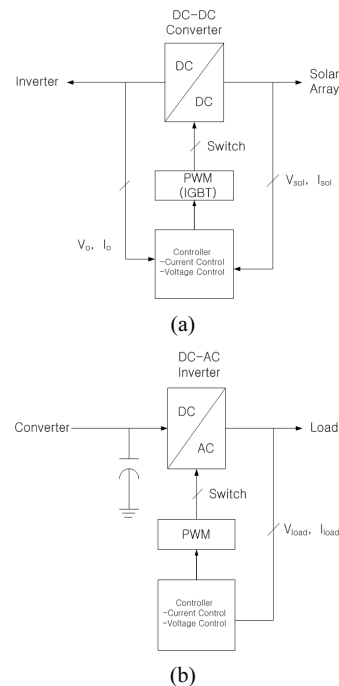 DC-DC
Converter
Inverter
DC
DC
Solar
Array
Switch
PWM
(IGBT)
Vsol, Isol
Vo, Io
Controller
-Current Control
-Voltage Control
(a)
DC-AC
Inverter
Converter
DC
AC
Load
Switch
PWM
Vload, Iload
Controller
-Current Control
-Voltage Control
(b)